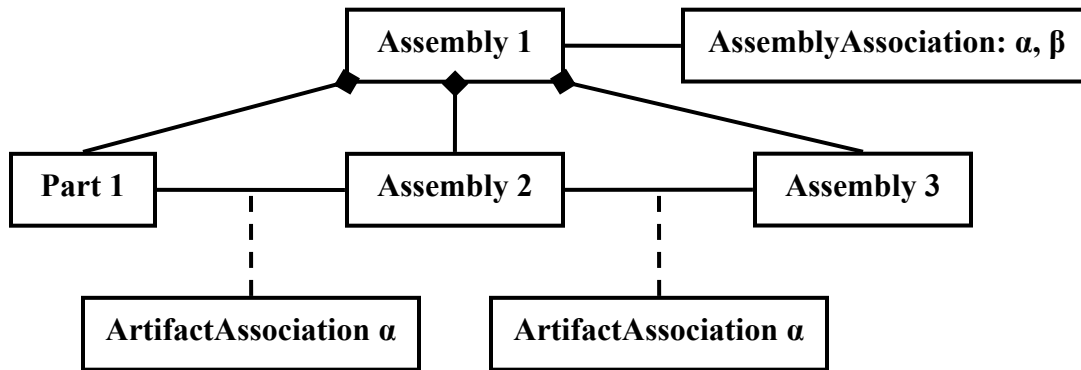 Assembly 1
AssemblyAssociation: α, β
Part 1
Assembly 2
Assembly 3
ArtifactAssociation α
ArtifactAssociation α